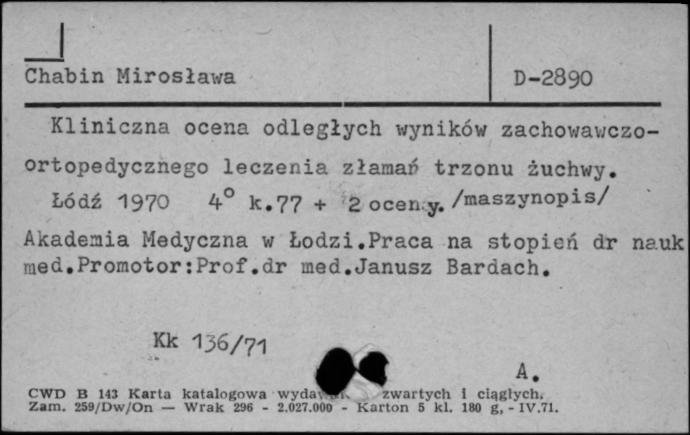 Chabin Mirosława
D-2890
Kliniczna ocena odległych wyników zachowawczo-
ortopedycznego leczenia złamań trzonu żuchwy.
Łódź 1970 4° k.77 + 2 oceny. /maszynopis/
Akademia Medyczna w Łodzi.Praca na stopień dr nauk
med.Promotor:Prof.dr med.Janusz Bardach.
Kk 136/71
A.
CWD B 143 Karta katalogowa zwartych i ciągłych.
Zam. 259/Dw/On — Wrak 296 - 2.027.000 - Karton 5 kl. 180 g, - IV.71.